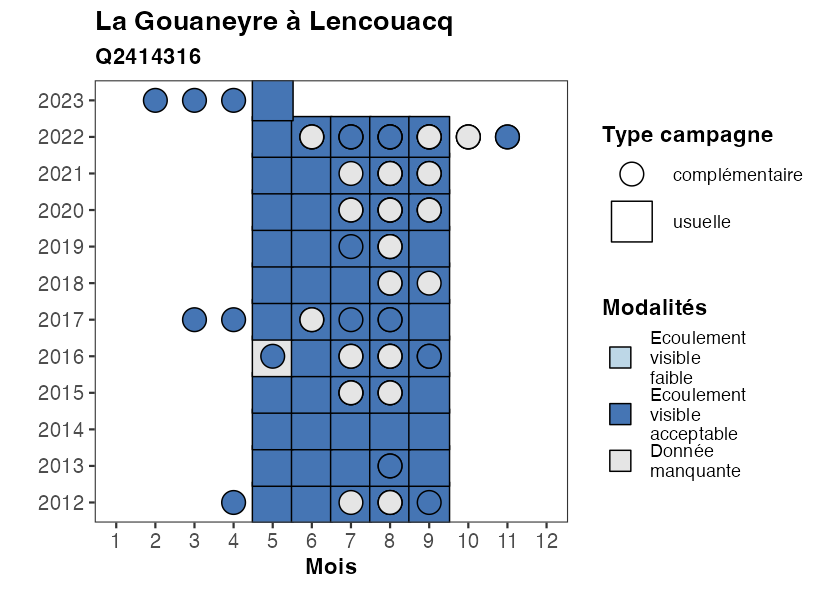 La Gouaneyre à Lencouacq
Q2414316
2023
2022
2021
2020
2019
2018
2017
2016
2015
2014
2013
2012
1 2 3 4 5 6 7 8 9 10 11 12
Mois
Type campagne
complémentaire
usuelle
Modalités
Ecoulement
visible
faible
Ecoulement
visible
acceptable
Donnée
manquante